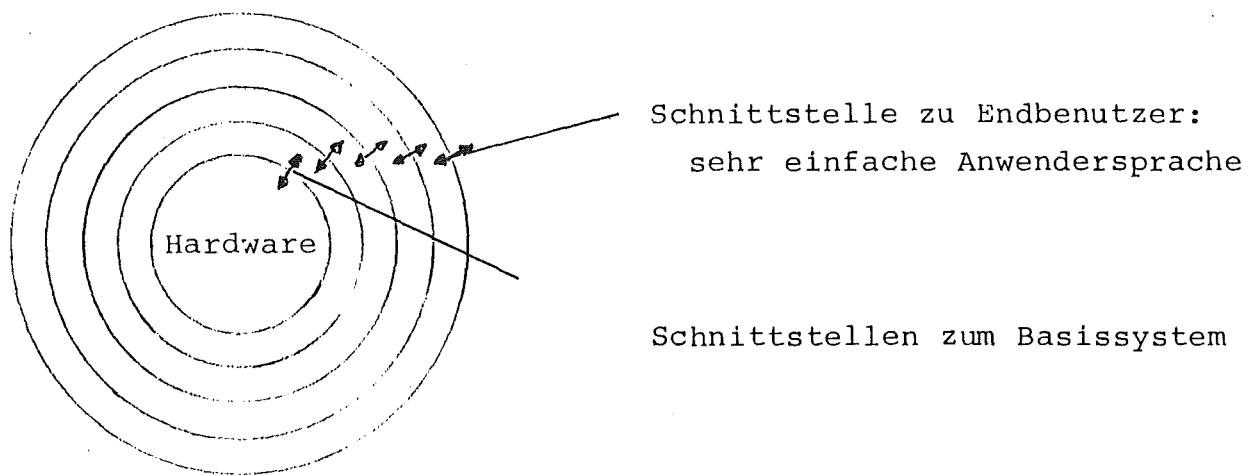 Schnittstelle zu Endbenutzer:
sehr einfache Anwendersprache
Hardware
Schnittstellen zum Basissystem